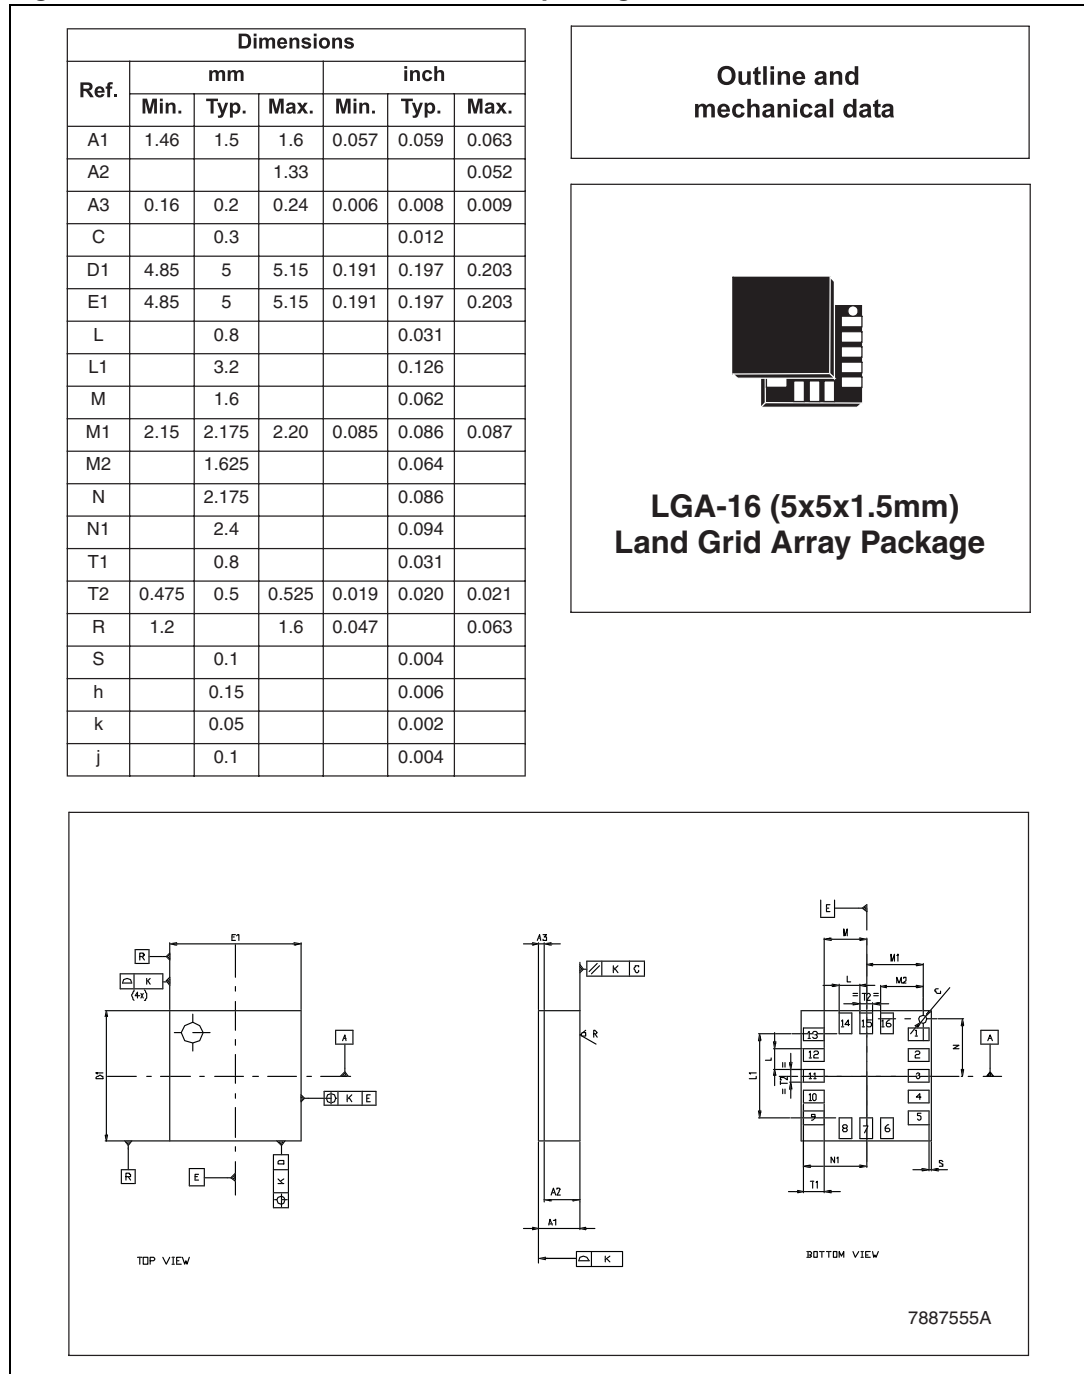 Dimensions
Ref. mm inch
Min. Typ. Max. Min. Typ. Max.
A1 1.46 1.5 1.6 0.057 0.059 0.063
A2 1.33 0.052
A3 0.16 0.2 0.24 0.006 0.008 0.009
C 0.3 0.012
D1 4.85 5 5.15 0.191 0.197 0.203
E1 4.85 5 5.15 0.191 0.197 0.203
L 0.8 0.031
L1 3.2 0.126
M 1.6 0.062
M1 2.15 2.175 2.20 0.085 0.086 0.087
M2 1.625 0.064
N 2.175 0.086
N1 2.4 0.094
T1 0.8 0.031
T2 0.475 0.5 0.525 0.019 0.020 0.021
R 1.2 1.6 0.047 0.063
S 0.1 0.004
h 0.15 0.006
k 0.05 0.002
j 0.1 0.004
Outline and
mechanical data
LGA-16 (5x5x1.5mm)
Land Grid Array Package
E1
R
K
(4x)
D1
A
K E
R
E
D
K
TOP VIEW
A3
K C
R
A2
A1
K
E
M
M1
L
M2
= T2 =
C
14 15 16
13 1
12 2
11 3
10 4
9 5
8 7 6
L1
L
= T2 =
N
A
N1
S
T1
BOTTOM VIEW
7887555A